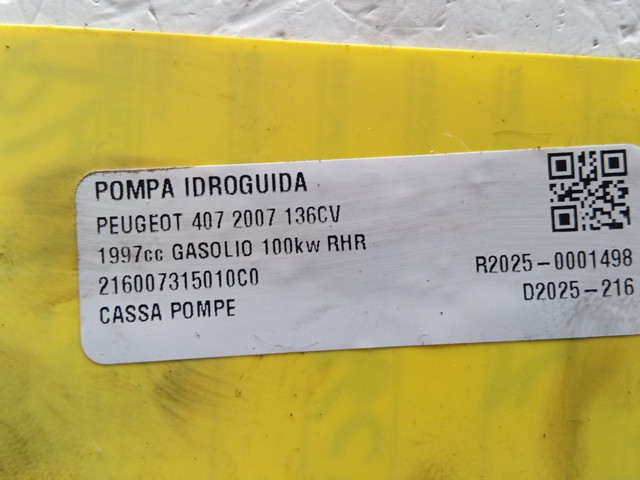 POMPA IDROGUIDA
PEUGEOT 407 2007 136CV
1997cc GASOLIO 100kw RHR
216007315010C0
CASSA POMPE
R2025-0001498
D2025-216